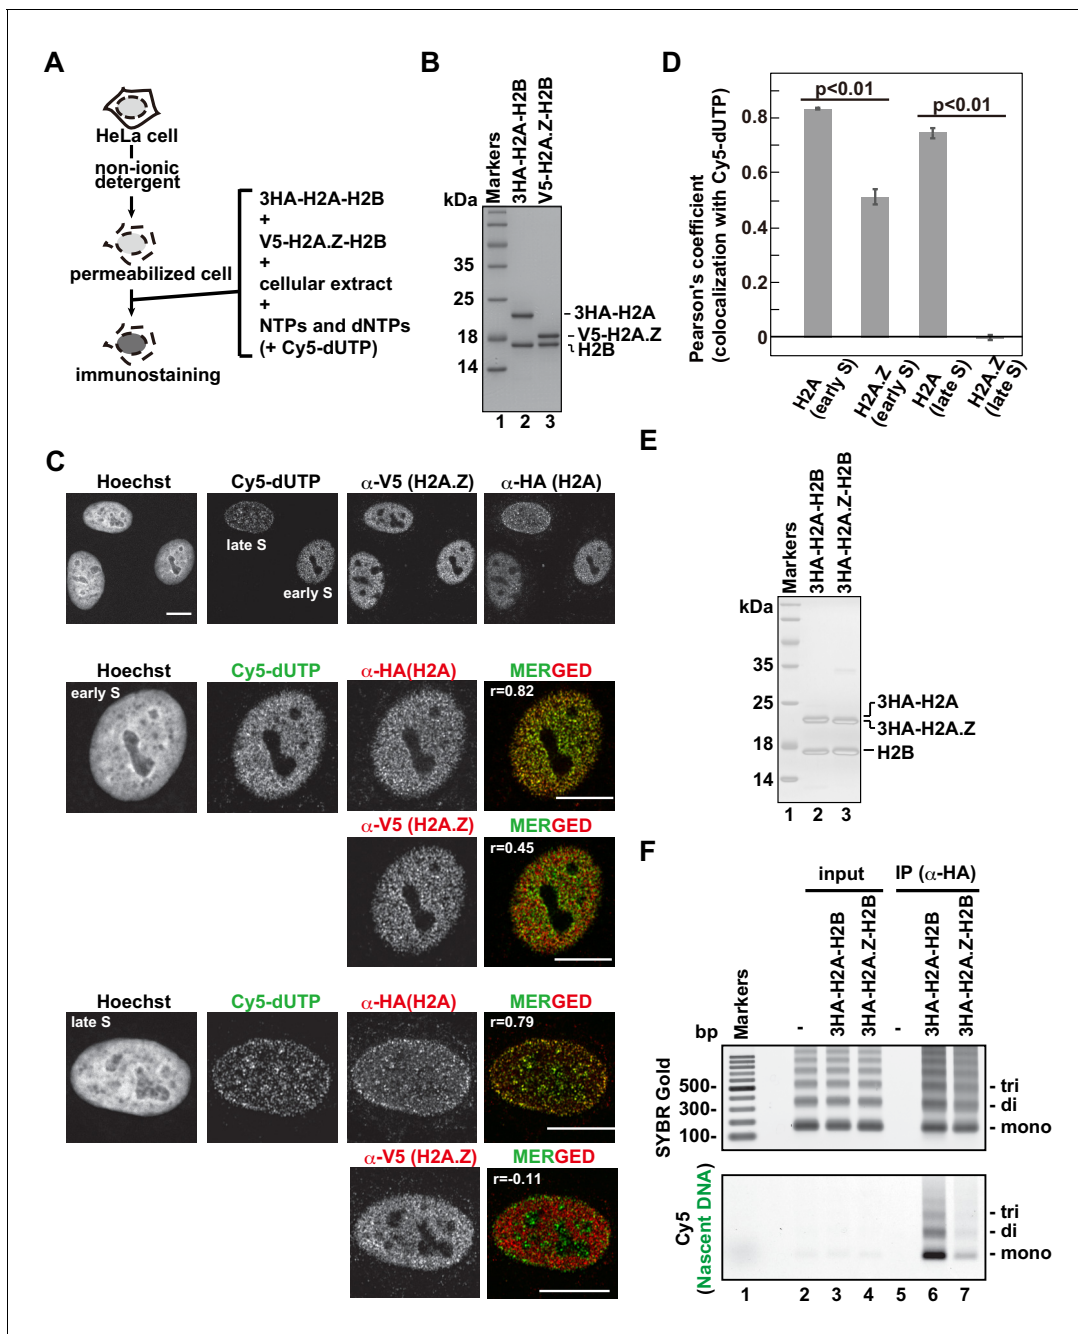 A
HeLa cell
non-ionic
detergent
permeabilized cell
immunostaining
3HA-H2A-H2B
+
V5-H2A.Z-H2B
+
cellular extract
+
NTPs and dNTPs
(+ Cy5-dUTP)
B
Markers
3HA-H2A-H2B
V5-H2A.Z-H2B
kDa
35
25
18
14
3HA-H2A
V5-H2A.Z
H2B
1 2 3
D
Pearson's coefficient
(colocalization with Cy5-dUTP)
0.8
0.6
0.4
0.2
0
p<0.01
p<0.01
H2A
(early S)
H2A.Z
(early S)
H2A
(late S)
H2A.Z
(late S)
C
Hoechst Cy5-dUTP α-V5 (H2A.Z) α-HA (H2A)
late S
early S
Hoechst Cy5-dUTP α-HA(H2A) MERGED
early S
r=0.82
α-V5 (H2A.Z) MERGED
r=0.45
Hoechst Cy5-dUTP α-HA(H2A) MERGED
late S
r=0.79
α-V5 (H2A.Z) MERGED
r=-0.11
E
Markers
3HA-H2A-H2B
3HA-H2A.Z-H2B
kDa
35
25
18
14
3HA-H2A
3HA-H2A.Z
H2B
1 2 3
F
input IP (α-HA)
bp
Markers
-
3HA-H2A-H2B
3HA-H2A.Z-H2B
-
3HA-H2A-H2B
3HA-H2A.Z-H2B
SYBR Gold
500-
300-
100-
- tri
- di
- mono
Cy5
(Nascent DNA)
- tri
- di
- mono
1 2 3 4 5 6 7